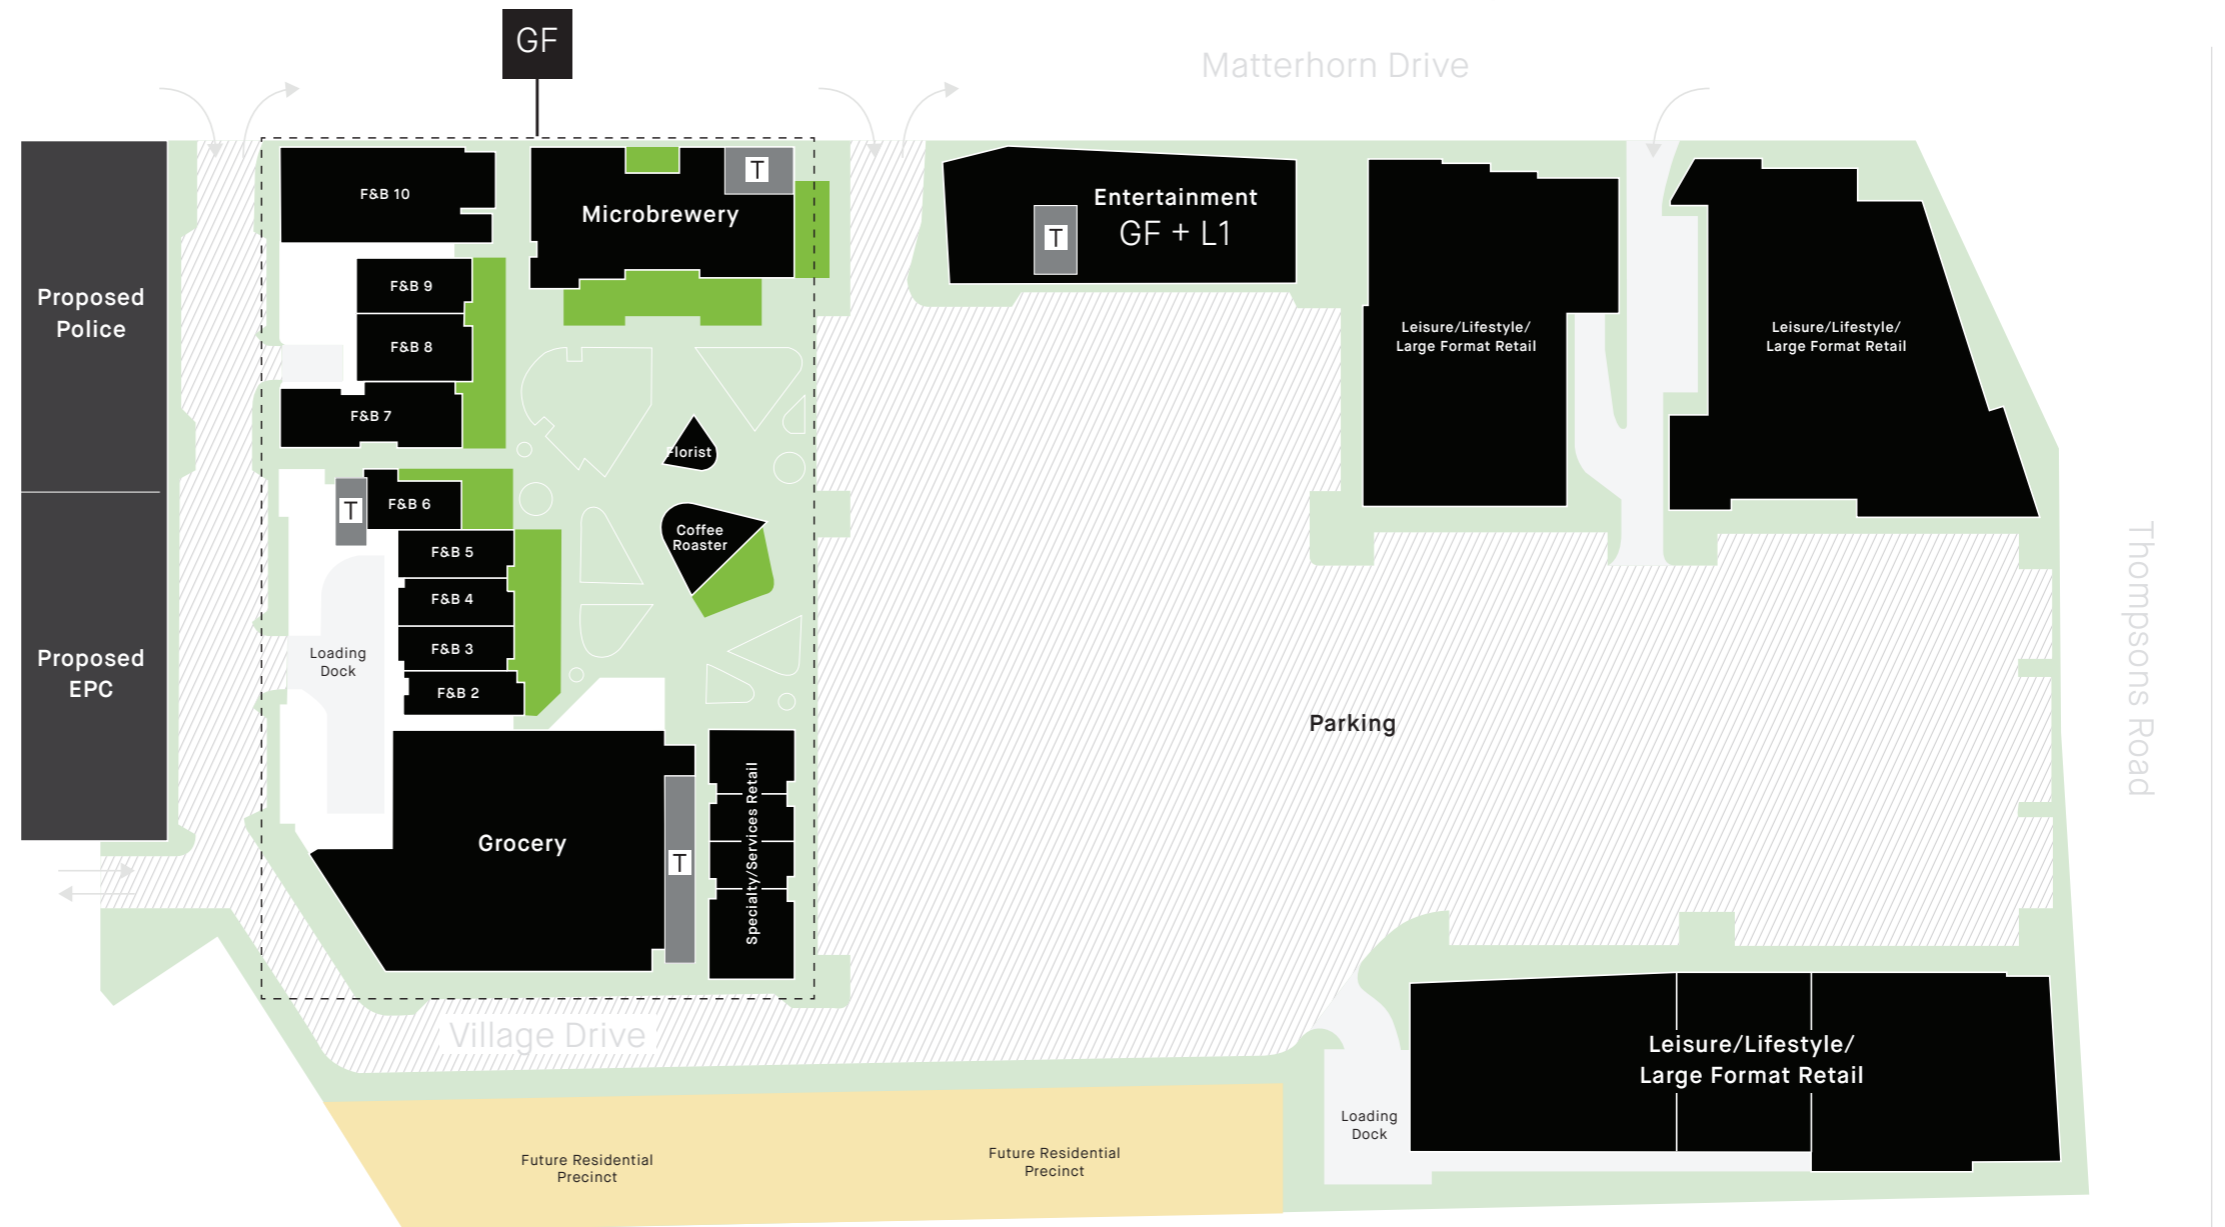 GF
Matterhorn Drive
F&B 10
T
Microbrewery
Entertainment
GF + L1
T
F&B 9
Proposed
Police
F&B 8
Leisure/Lifestyle/
Large Format Retail
Leisure/Lifestyle/
Large Format Retail
F&B 7
Florist
T
F&B 6
Coffee
Roaster
F&B 5
F&B 4
F&B 3
F&B 2
Loading
Dock
Proposed
EPC
Thompsons Road
Parking
Grocery
T
Specialty/Services Retail
Village Drive
Leisure/Lifestyle/
Large Format Retail
Loading
Dock
Future Residential
Precinct
Future Residential
Precinct